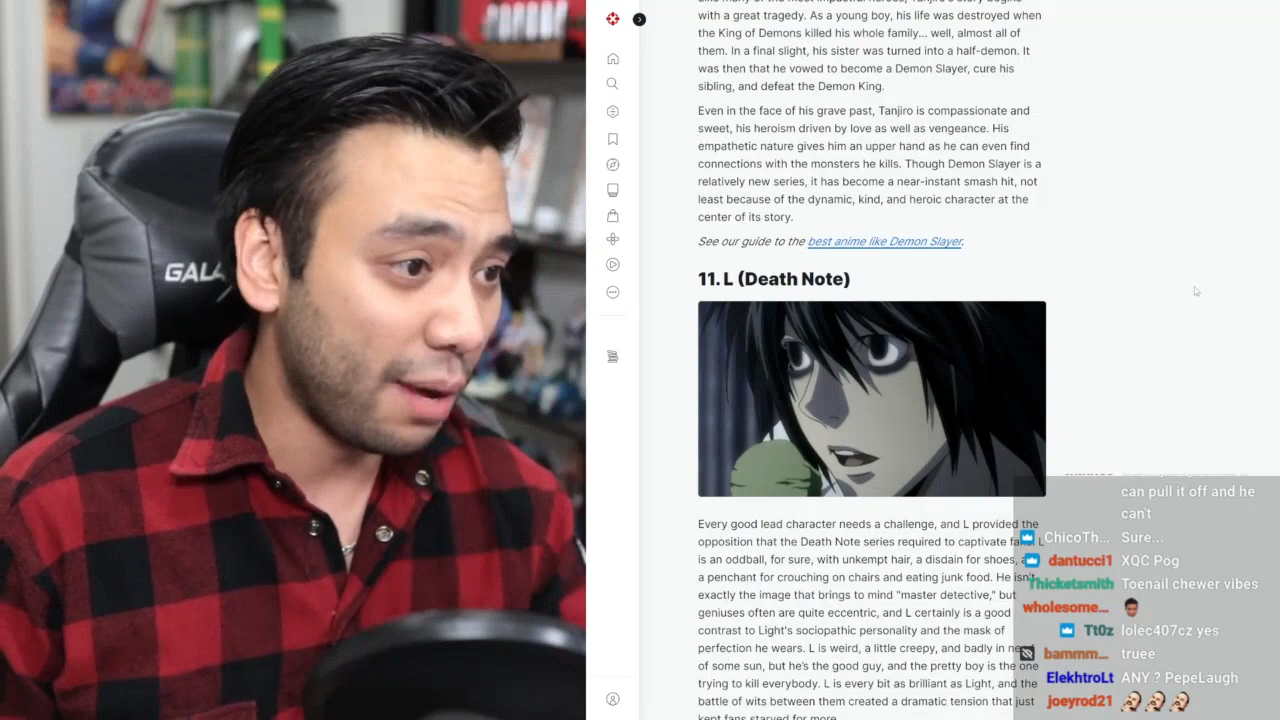 with a great tragedy. As a young boy, his life was destroyed when
the King of Demons killed his whole family... well, almost all of
them. In a final slight, his sister was turned into a half-demon. It
was then that he vowed to become a Demon Slayer, cure his
sibling, and defeat the Demon King.
Even in the face of his grave past, Tanjiro is compassionate and
sweet, his heroism driven by love as well as vengeance. His
empathetic nature gives him an upper hand as he can even find
connections with the monsters he kills. Though Demon Slayer is a
relatively new series, it has become a near-instant smash hit, not
least because of the dynamic, kind, and heroic character at the
center of its story.
See our guide to the best anime like Demon Slayer.
11. L (Death Note)
Every good lead character needs a challenge, and L provided the
opposition that the Death Note series required to captivate L
is an oddball, for sure, with unkempt hair, a disdain for shoes,
a penchant for crouching on chairs and eating junk food. He isn't
exactly the image that brings to mind "master detective," but
geniuses often are quite eccentric, and L certainly is a good
contrast to Light's sociopathic personality and the mask of
perfection he wears. L is weird, a little creepy, and badly in
of some sun, but he's the good guy, and the pretty boy is the one
trying to kill everybody. L is every bit as brilliant as Light, and the
battle of wits between them created a dramatic tension that just
kept fans starved for more.
can pull it off and he
can't
ChicoTh... Sure...
dantucci1 XQC Pog
Thicketsmith Toenail chewer vibes
wholesome...
Tt0z lolec407cz yes
bammm... truee
ElekhtroLt ANY ? PepeLaugh
joeyrod21
GALA